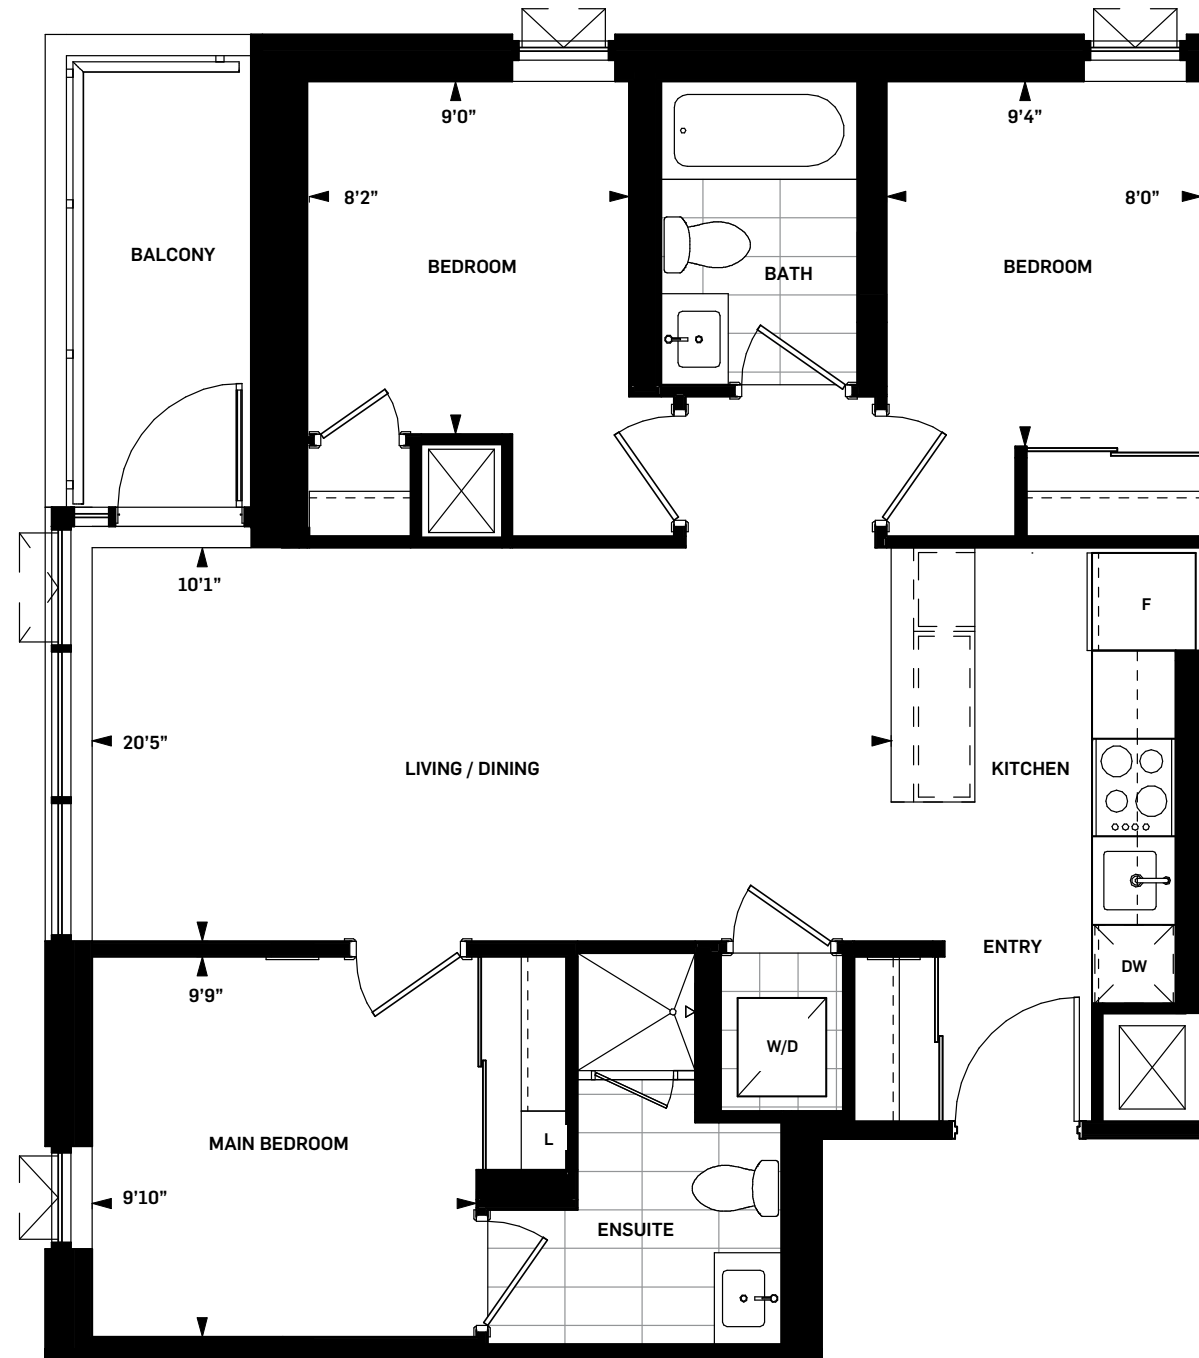 9'0"
9'4"
8'2"
8'0"
BALCONY
BEDROOM
BATH
BEDROOM
10'1"
F
20'5"
LIVING / DINING
KITCHEN
ENTRY
DW
9'9"
W/D
MAIN BEDROOM
L
9'10"
ENSUITE